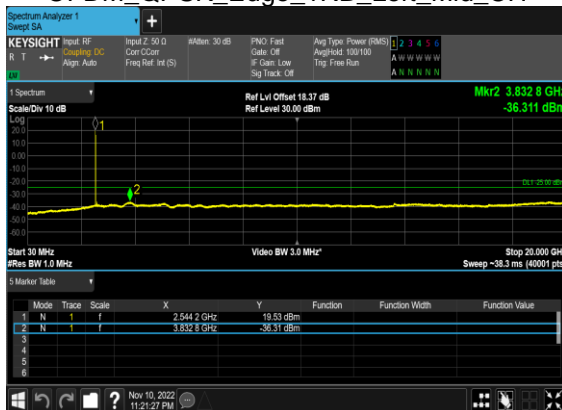 Spectrum Analyzer 1
Swept SA
KEYSIGHT Input: RF Input Z: 50 Ω #Atten: 30 dB PNO: Fast Avg Type: Power (RMS) 1 2 3 4 5 6
R T Coupling: DC Corr CCorr Gate: Off Avg|Hold: 100/100 A W W W W W
Align: Auto Freq Ref: Int (S) IF Gain: Low Trig: Free Run
Sig Track: Off A N N N N N
1 Spectrum Ref Lvl Offset 18.37 dB Mkr2 3.832 8 GHz
Scale/Div 10 dB Ref Level 30.00 dBm -36.311 dBm
Log
20.0 1
10.0
0.00
-10.0
-20.0 DL1 -25.00 dBm
-30.0 2
-40.0
-50.0
-60.0
Start 30 MHz Video BW 3.0 MHz* Stop 20.000 GHz
#Res BW 1.0 MHz Sweep ~38.3 ms (40001 pts)
5 Marker Table
Mode Trace Scale X Y Function Function Width Function Value
1 N 1 f 2.544 2 GHz 19.53 dBm
2 N 1 f 3.832 8 GHz -36.31 dBm
3
4
5
6
Nov 10, 2022
11:21:27 PM